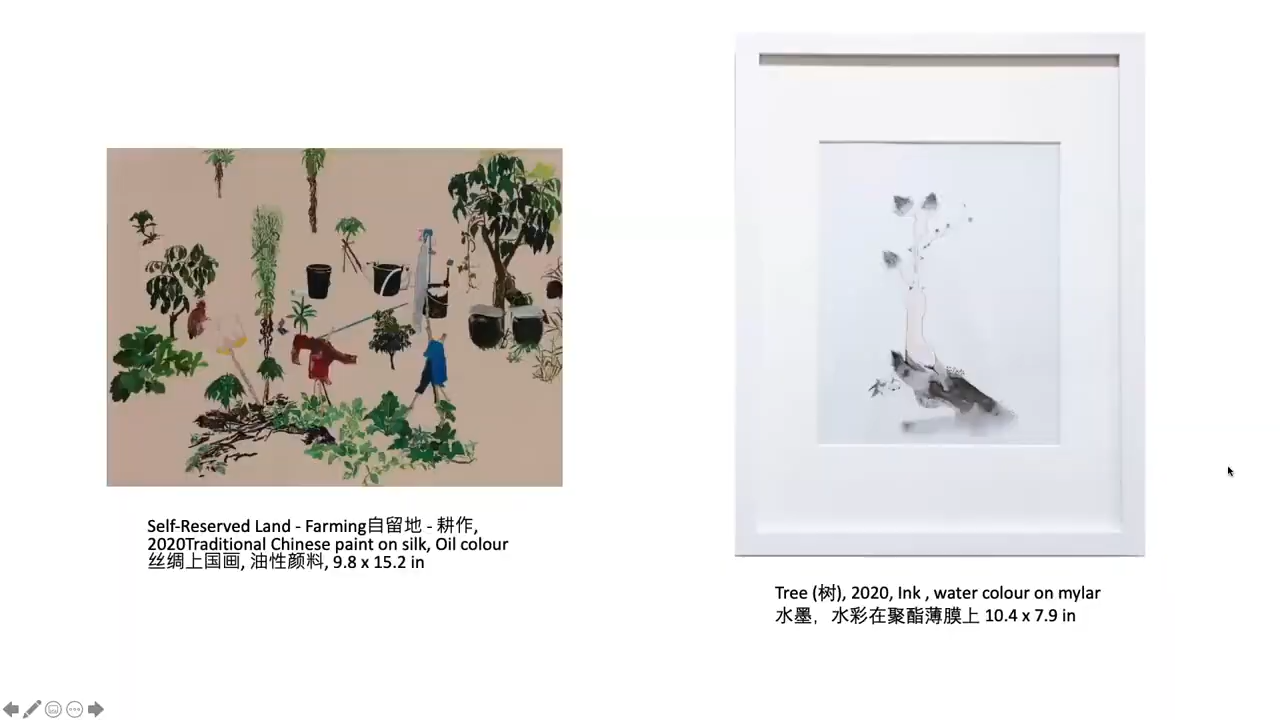 Self-Reserved Land - Farming自留地 - 耕作,
2020Traditional Chinese paint on silk, Oil colour
丝绸上国画, 油性颜料, 9.8 x 15.2 in
Tree (树), 2020, Ink , water colour on mylar
水墨，水彩在聚酯薄膜上 10.4 x 7.9 in